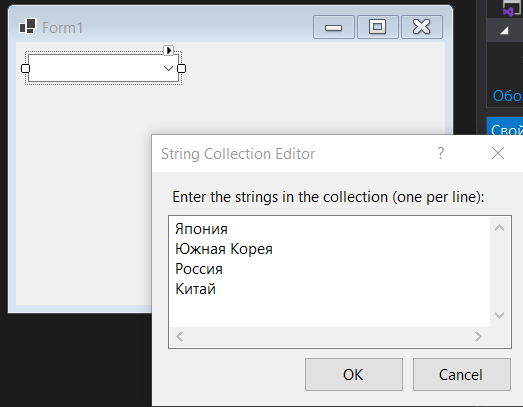 Form1
Обо
Свой
String Collection Editor
?
Enter the strings in the collection (one per line):
Япония
Южная Корея
Россия
Китай
OK
Cancel